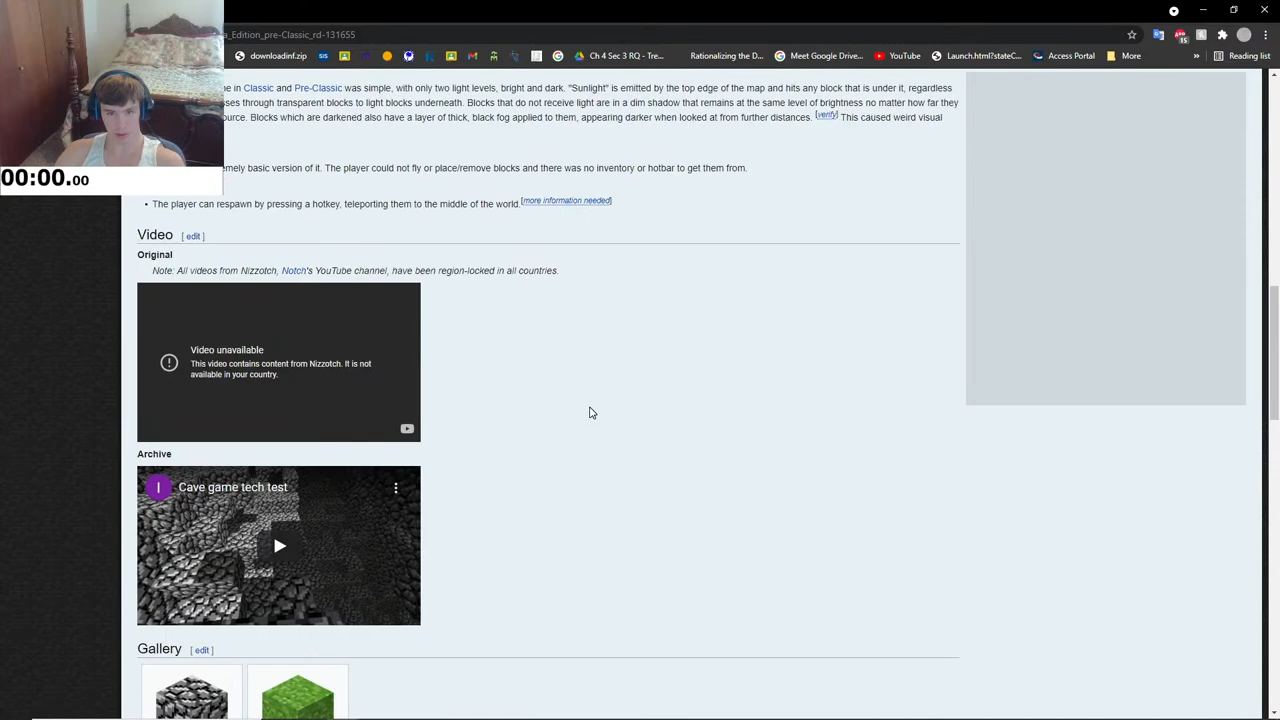 a_Edition_pre-Classic_rd-131655
15
downloadinf.zip
SIS
Ch 4 Sec 3 RQ - Tre...
Rationalizing the D...
Meet Google Drive...
YouTube
Launch.html?stateC...
Access Portal
More
»
Reading list
ne in Classic and Pre-Classic was simple, with only two light levels, bright and dark. "Sunlight" is emitted by the top edge of the map and hits any block that is under it, regardless
sses through transparent blocks to light blocks underneath. Blocks that do not receive light are in a dim shadow that remains at the same level of brightness no matter how far they
ource. Blocks which are darkened also have a layer of thick, black fog applied to them, appearing darker when looked at from further distances. [verify] This caused weird visual
emely basic version of it. The player could not fly or place/remove blocks and there was no inventory or hotbar to get them from.
00:00.00
• The player can respawn by pressing a hotkey, teleporting them to the middle of the world.[more information needed]
Video [ edit ]
Original
Note: All videos from Nizzotch, Notch's YouTube channel, have been region-locked in all countries.
Video unavailable
This video contains content from Nizzotch. It is not
available in your country.
Archive
I Cave game tech test
Gallery [ edit ]